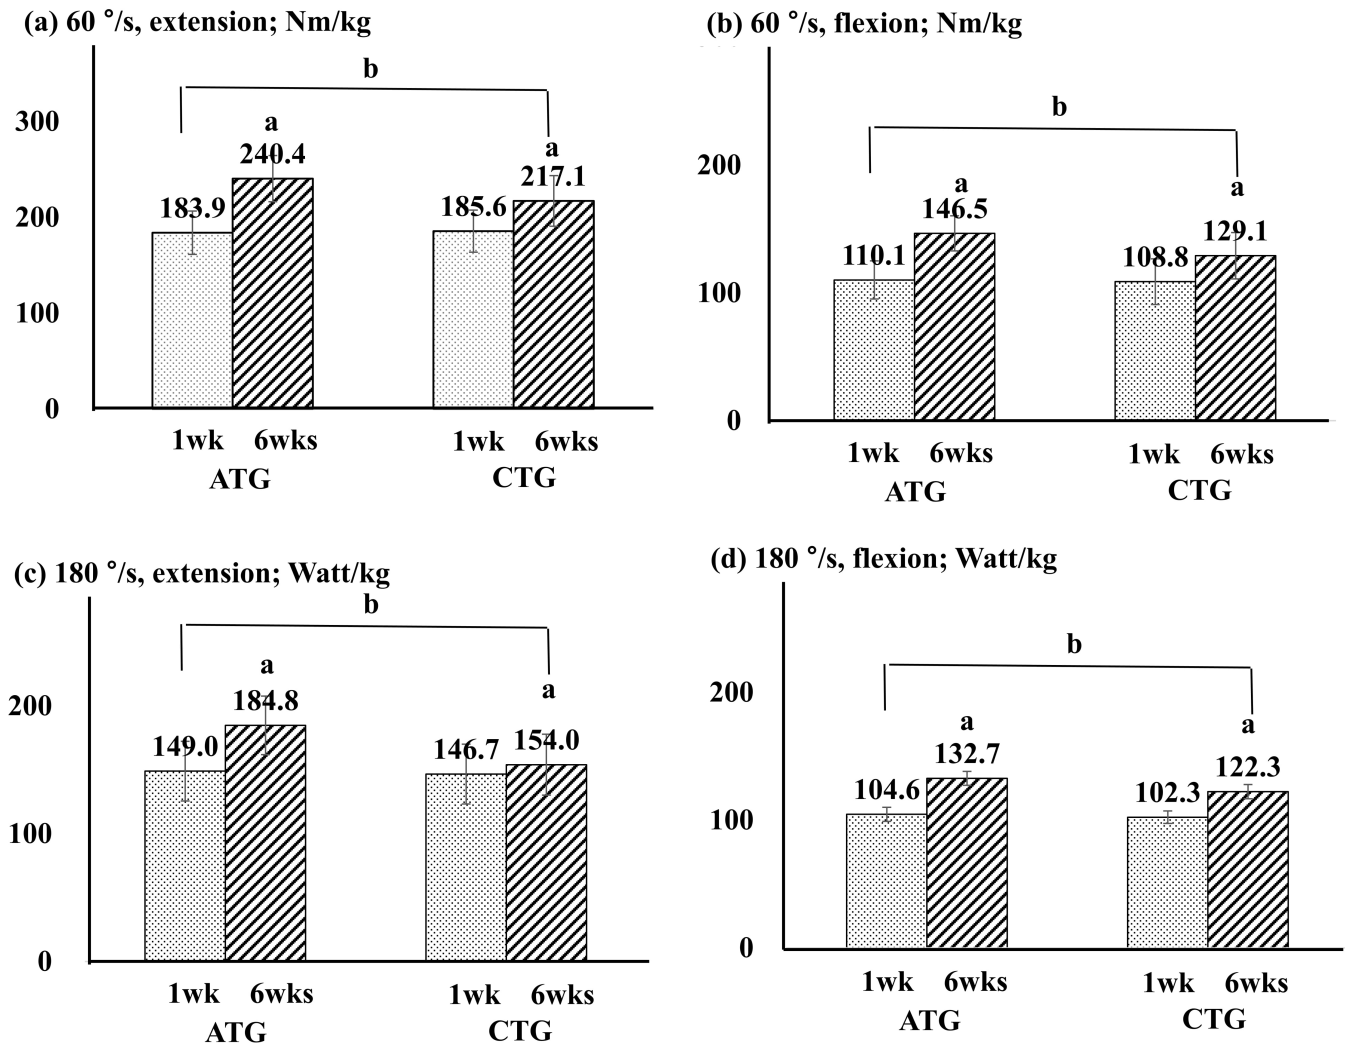 (a) 60 °/s, extension; Nm/kg
b
300
a
240.4
a
217.1
183.9
185.6
200
100
0
1wk 6wks 1wk 6wks
ATG CTG
(b) 60 °/s, flexion; Nm/kg
b
200
a
146.5
a
129.1
110.1
108.8
100
0
1wk 6wks 1wk 6wks
ATG CTG
(c) 180 °/s, extension; Watt/kg
b
a
184.8
a
154.0
200
149.0
146.7
100
0
1wk 6wks 1wk 6wks
ATG CTG
(d) 180 °/s, flexion; Watt/kg
b
200
a
132.7
a
122.3
104.6
102.3
100
0
1wk 6wks 1wk 6wks
ATG CTG